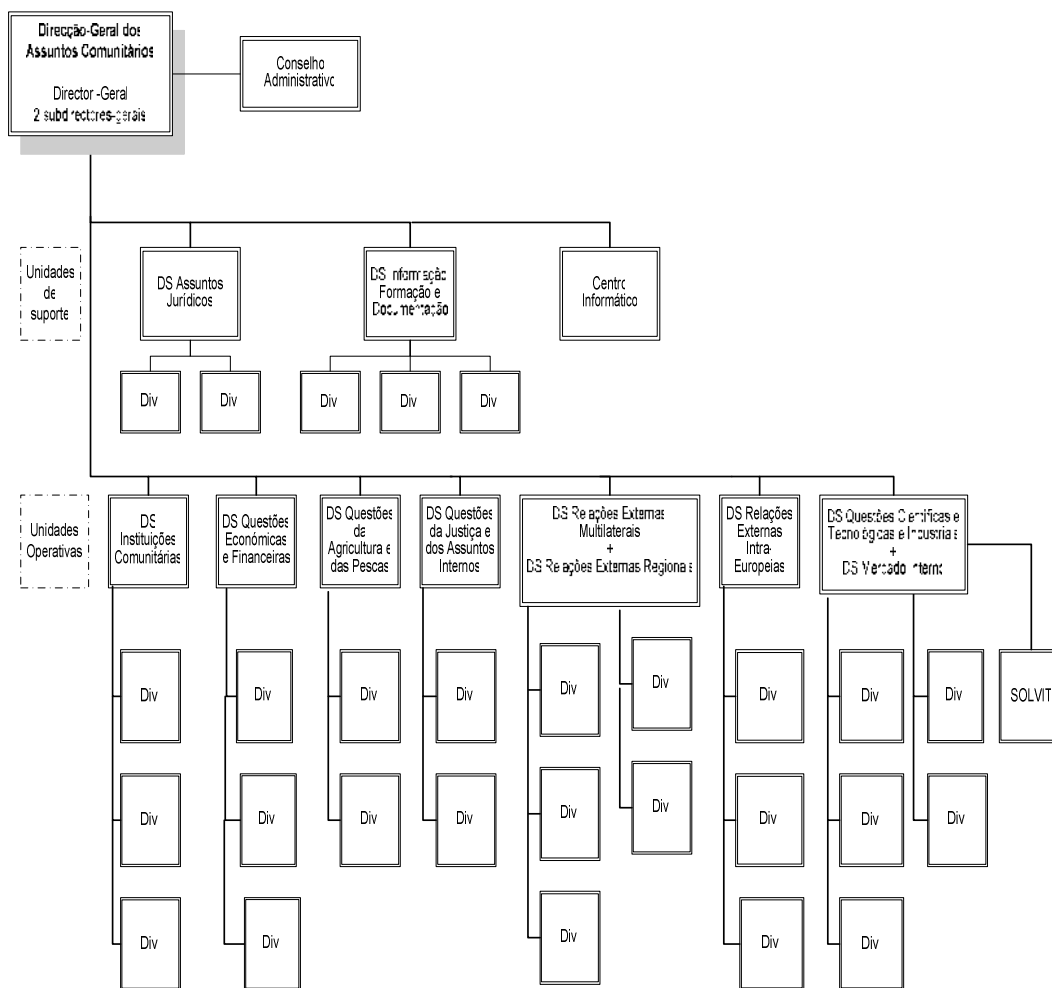 Direcção-Geral dos
Assuntos Comunitários
Director -Geral
2 subdirectores-gerais
Conselho
Administrativo
Unidades
de
suporte
DS Assuntos
Jurídicos
DS Informação
Formação e
Documentação
Centro
Informático
Div
Div
Div
Div
Div
Unidades
Operativas
DS
Instituições
Comunitárias
DS Questões
Económicas
e Financeiras
DS Questões
da
Agricultura e
das Pescas
DS Questões
da Justiça e
dos Assuntos
Internos
DS Relações Externas
Multilaterais
+
DS Relações Externas Regionais
DS Relações
Externas
Intra-
Europeias
DS Questões Científicas e
Tecnológicas e Industriais
+
DS Mercado Interno
Div
Div
Div
Div
Div
Div
Div
Div
Div
SOLVIT
Div
Div
Div
Div
Div
Div
Div
Div
Div
Div
Div
Div
Div
Div